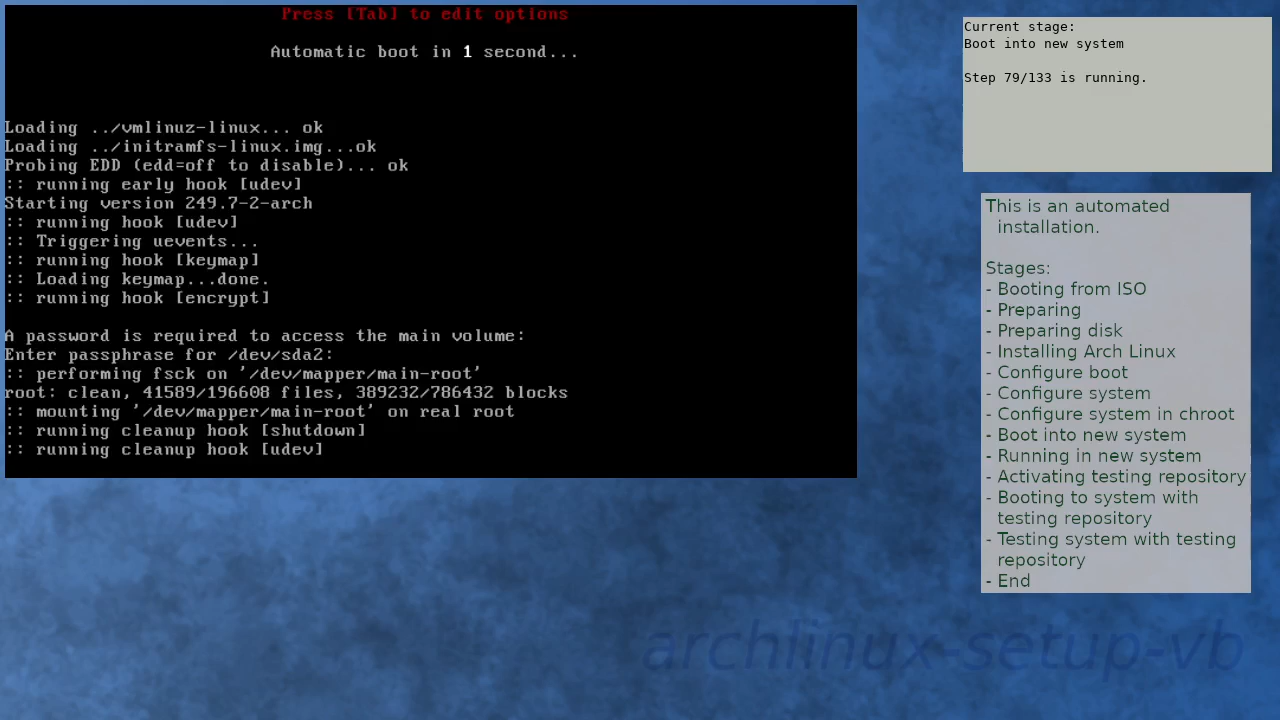 Press [Tab] to edit options
Automatic boot in 1 second...
Loading ../vmlinuz-linux... ok
Loading ../initramfs-linux.img...ok
Probing EDD (edd=off to disable)... ok
:: running early hook [udev]
Starting version 249.7-2-arch
:: running hook [udev]
:: Triggering uevents...
:: running hook [keymap]
:: Loading keymap...done.
:: running hook [encrypt]
A password is required to access the main volume:
Enter passphrase for /dev/sda2:
:: performing fsck on '/dev/mapper/main-root'
root: clean, 41589/196608 files, 389232/786432 blocks
:: mounting '/dev/mapper/main-root' on real root
:: running cleanup hook [shutdown]
:: running cleanup hook [udev]
Current stage:
Boot into new system
Step 79/133 is running.
This is an automated
installation.
Stages:
- Booting from ISO
- Preparing
- Preparing disk
- Installing Arch Linux
- Configure boot
- Configure system
- Configure system in chroot
- Boot into new system
- Running in new system
- Activating testing repository
- Booting to system with
testing repository
- Testing system with testing
repository
- End
archlinux-setup-vb